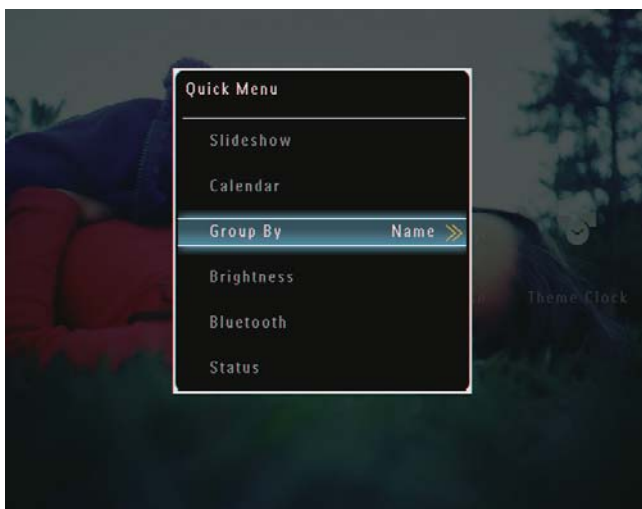 Quick Menu
Slideshow
Calendar
Group By Name
Brightness
Bluetooth
Status
Theme Clock